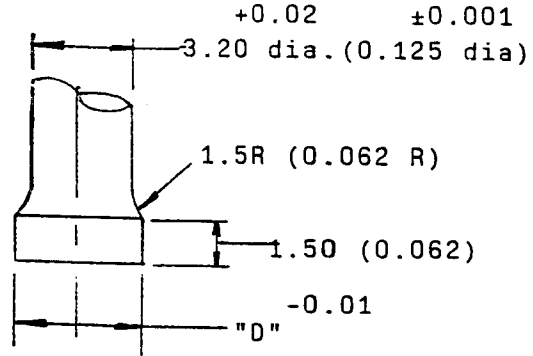 +0.02 ±0.001
3.20 dia.(0.125 dia)
1.5R (0.062 R)
1.50 (0.062)
-0.01
"D"